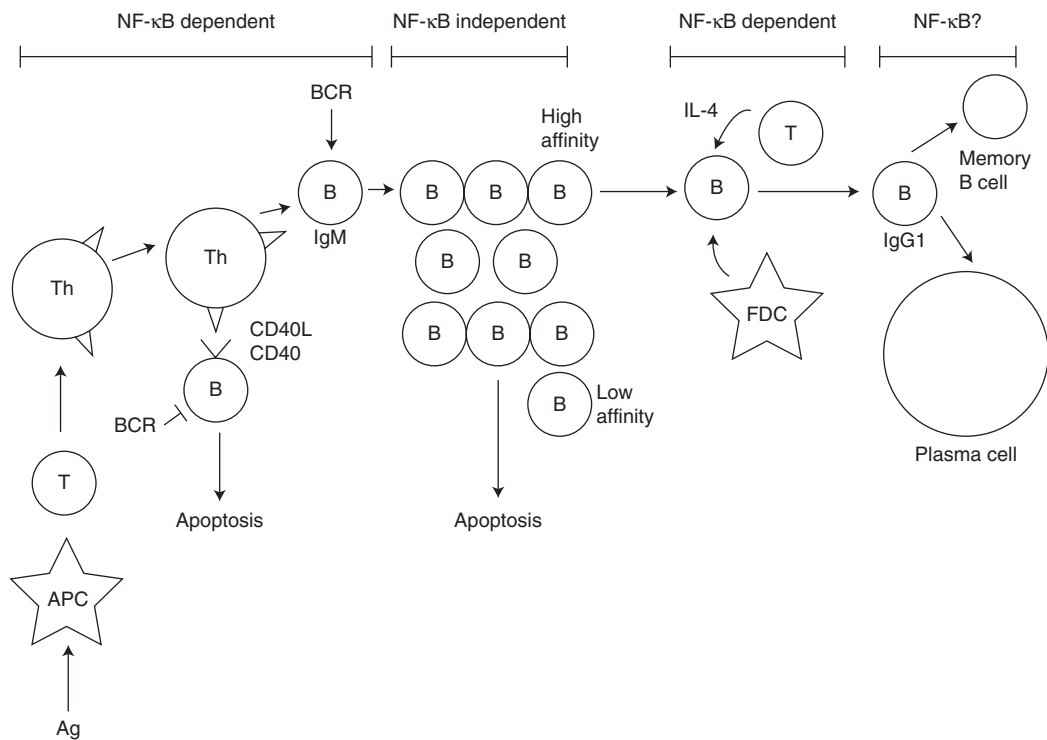 NF-κB dependent
NF-κB independent
NF-κB dependent
NF-κB?
BCR
IL-4
T
High
affinity
Memory
B cell
B
B
B
B
B
B
IgM
IgG1
Th
Th
B
B
FDC
CD40L
CD40
B
B
B
B
BCR
B
Low
affinity
Plasma cell
T
Apoptosis
Apoptosis
APC
Ag